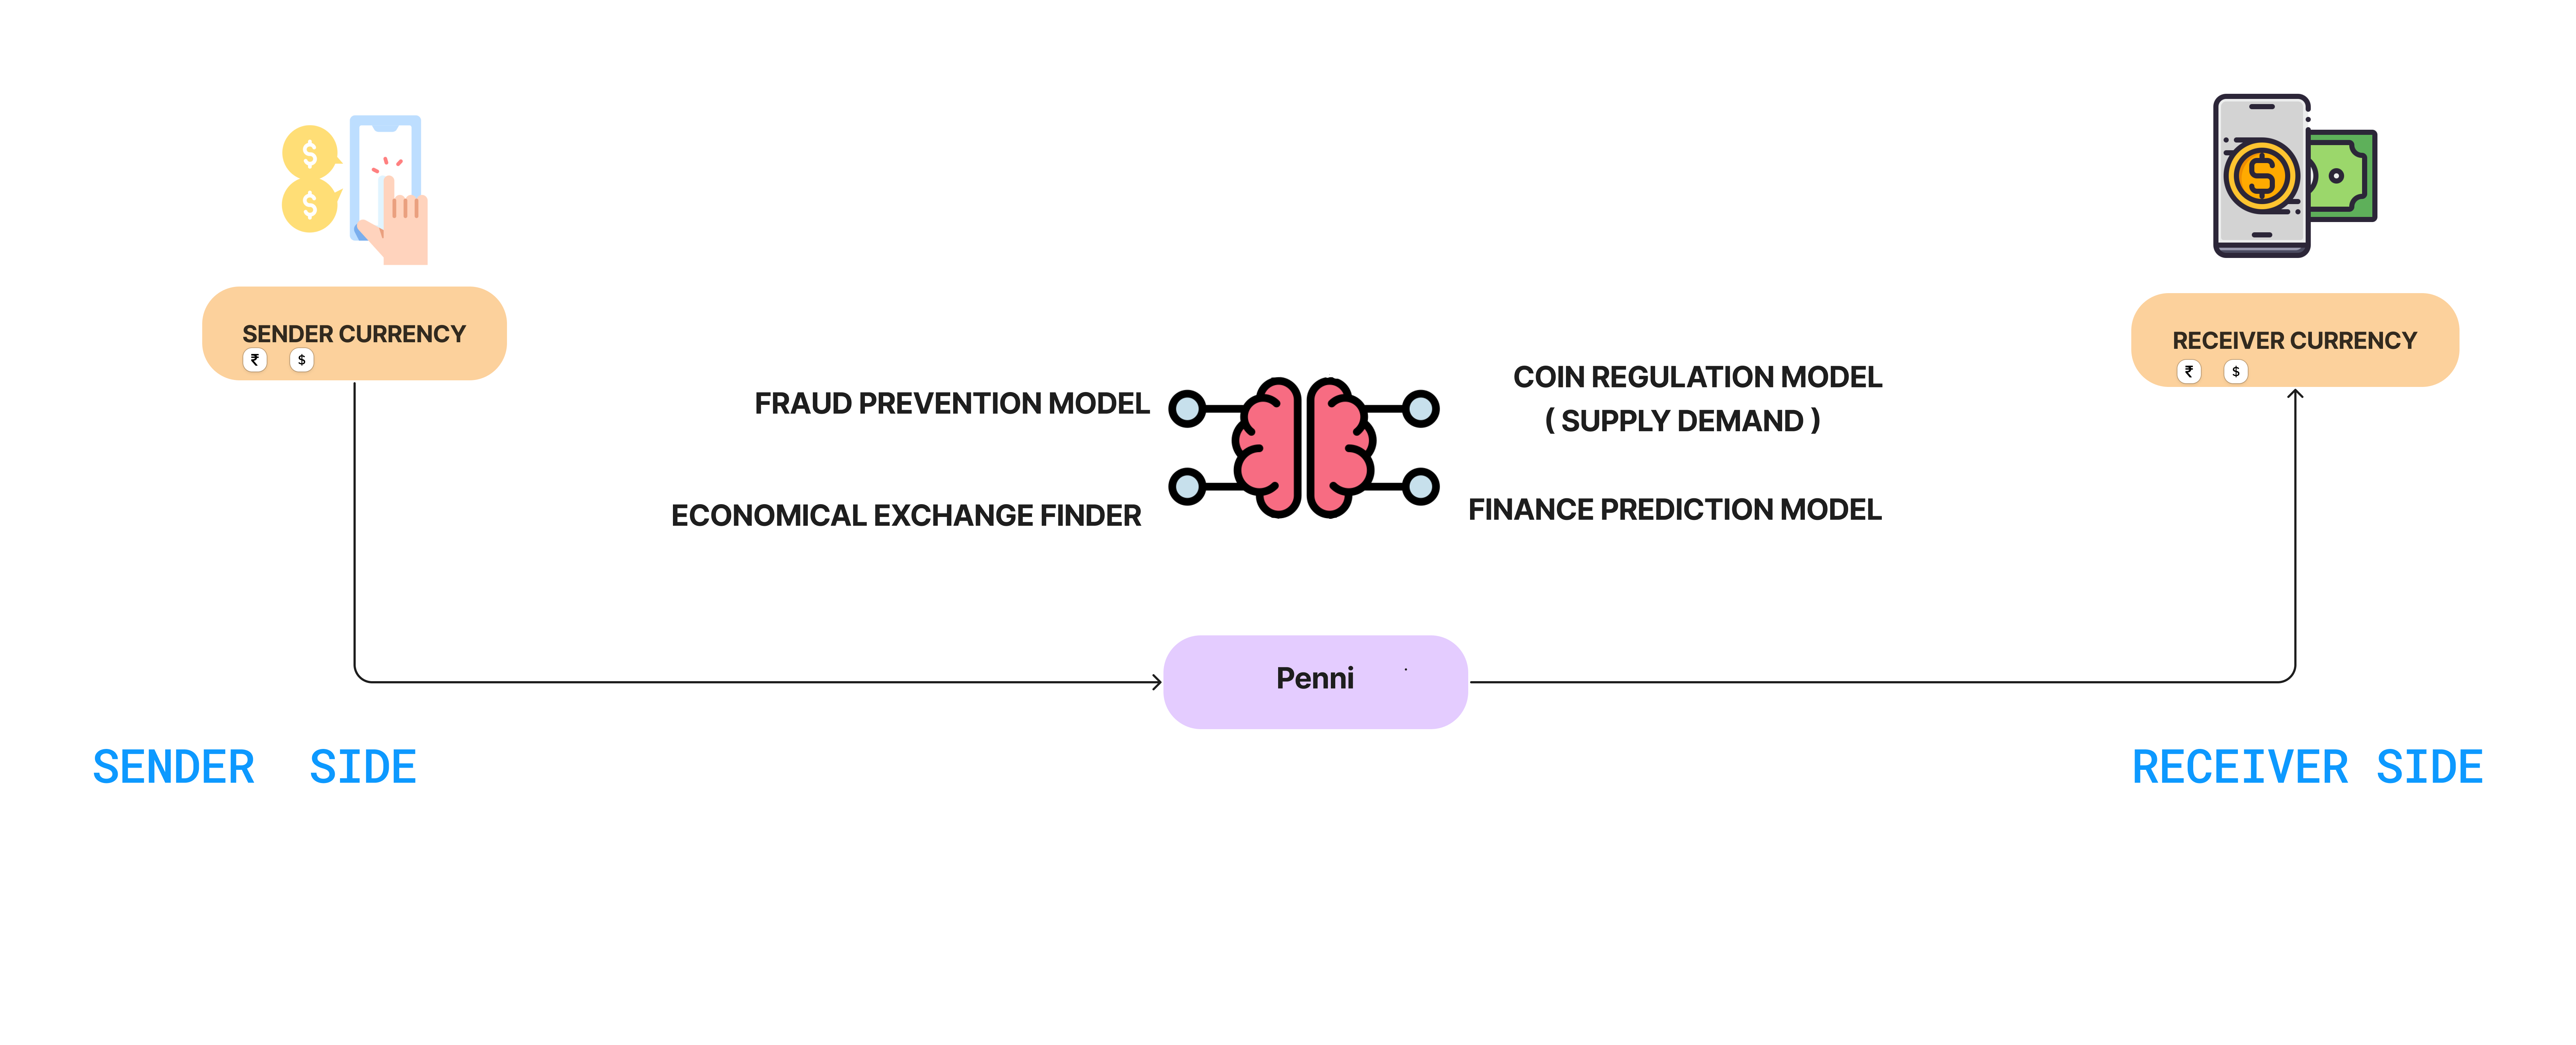 SENDER CURRENCY
₹ $
RECEIVER CURRENCY
₹ $
FRAUD PREVENTION MODEL
ECONOMICAL EXCHANGE FINDER
COIN REGULATION MODEL
( SUPPLY DEMAND )
FINANCE PREDICTION MODEL
Penni
SENDER SIDE
RECEIVER SIDE